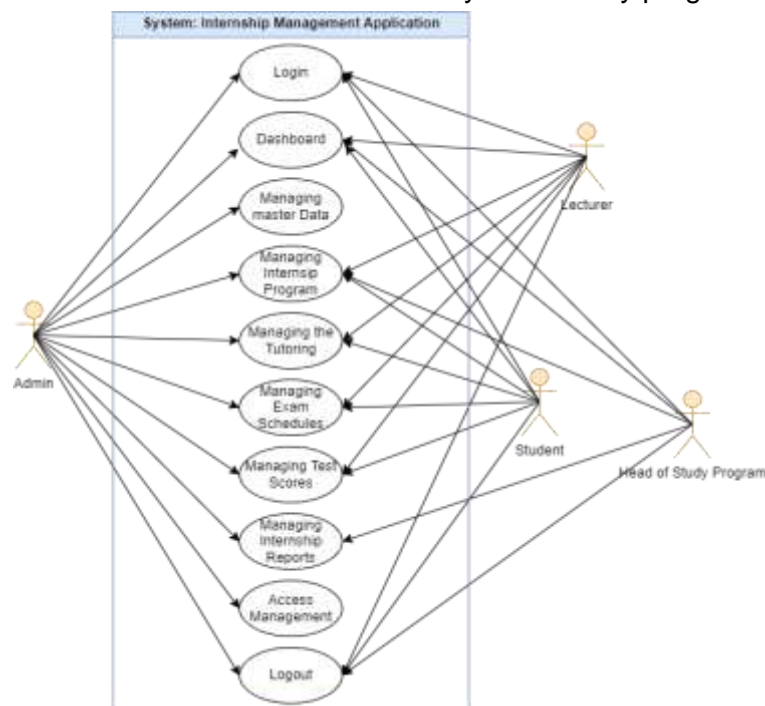 System: Internship Management Application
Login
Dashboard
Managing
master Data
Managing
Internsip
Program
Managing the
Tutoring
Managing
Exam
Schedules
Managing Test
Scores
Managing
Internship
Reports
Access
Management
Logout
Admin
Lecturer
Student
Head of Study Program